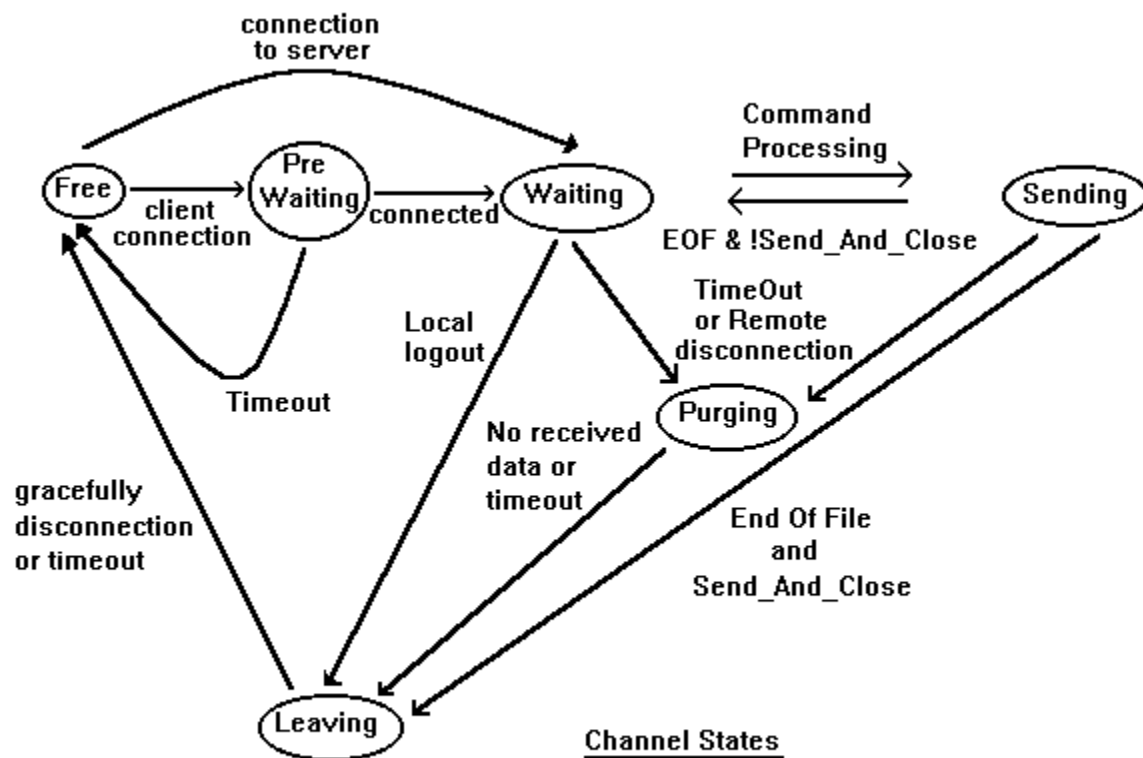 connection
to server
Command
Processing
Free
Pre
Waiting
Waiting
Sending
client
connection
connected
EOF & !Send_And_Close
TimeOut
or Remote
disconnection
Local
logout
Timeout
Purging
No received
data or
timeout
gracefully
disconnection
or timeout
End Of File
and
Send_And_Close
Leaving
Channel States